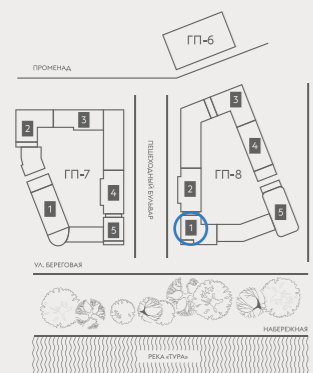 ГП-6
ПРОМЕНАД
3
3
2
ГП-7
ПЕШЕХОДНЫЙ БУЛЬВАР
4
ГП-8
4
2
1
5
1
5
УЛ. БЕРЕГОВАЯ
НАБЕРЕЖНАЯ
РЕКА «ТУРА»